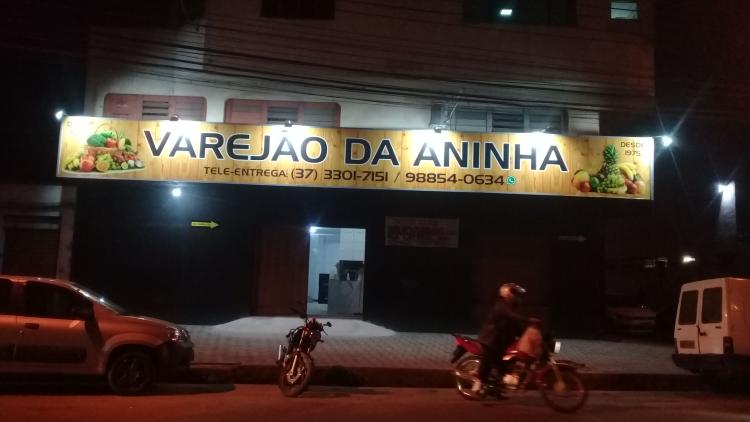 VAREJÃO DA ANINHA
DESDE
1975
TELE-ENTREGA: (37) 3301-7151 / 98854-0634